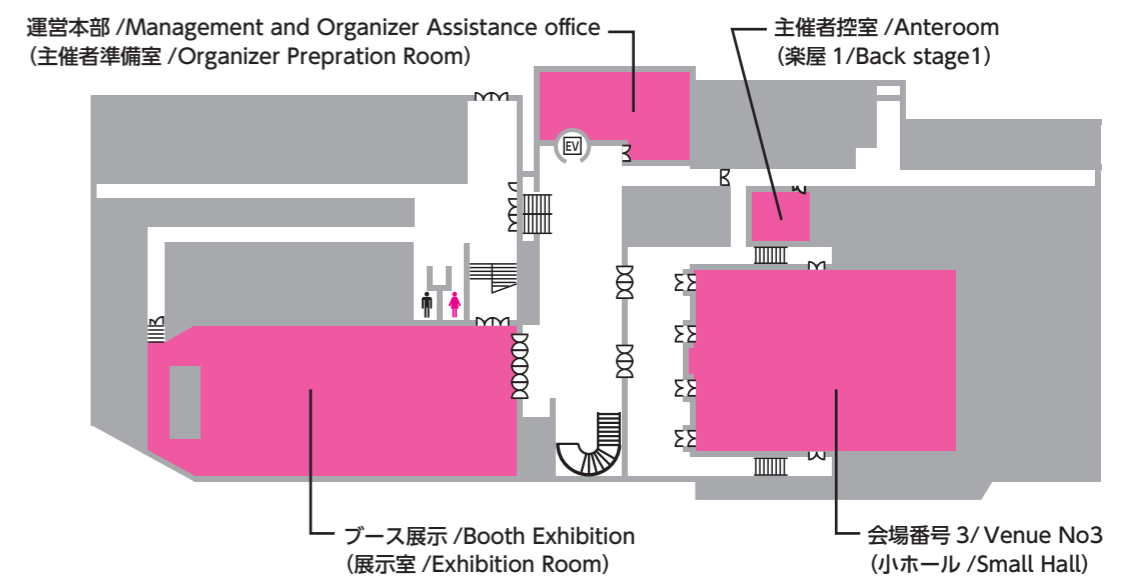 運営本部 /Management and Organizer Assistance office
（主催者準備室 /Organizer Prepration Room）
主催者控室 /Anteroom
（楽屋 1/Back stage1）
EV
ブース展示 /Booth Exhibition
（展示室 /Exhibition Room）
会場番号 3/ Venue No3
（小ホール /Small Hall）